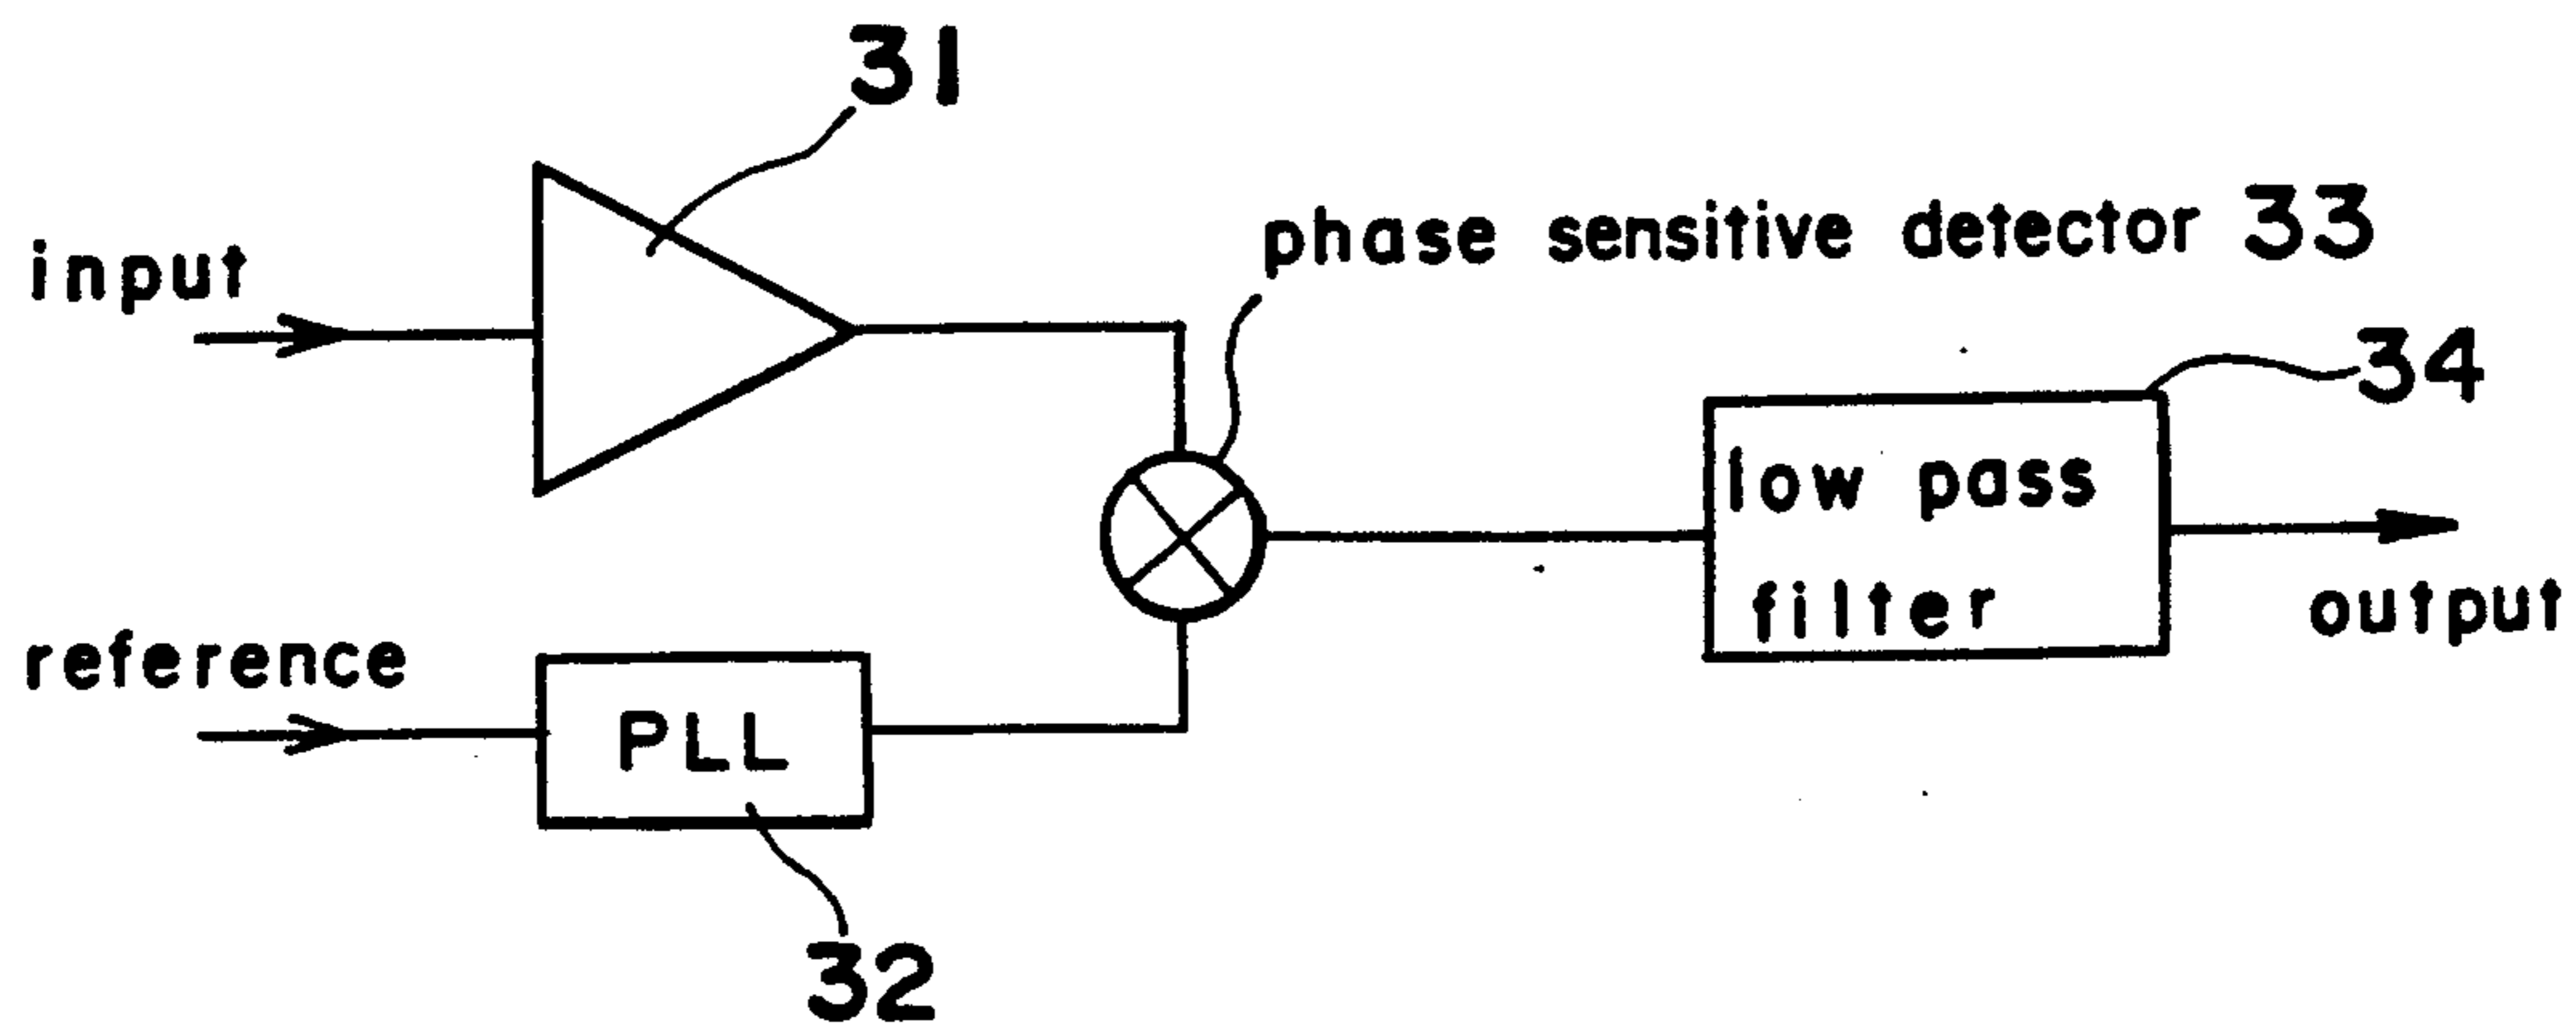 31
input
phase sensitive detector 33
34
low pass
filter
output
reference
PLL
32